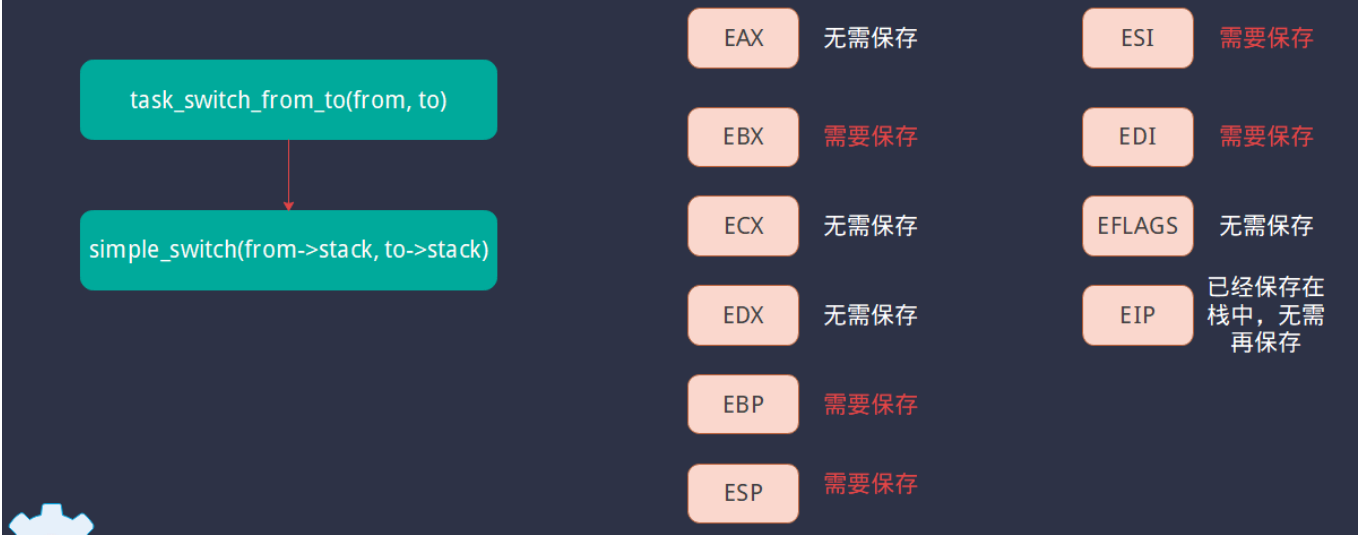 task_switch_from_to(from, to)
simple_switch(from->stack, to->stack)
EAX 无需保存
EBX 需要保存
ECX 无需保存
EDX 无需保存
EBP 需要保存
ESP 需要保存
ESI 需要保存
EDI 需要保存
EFLAGS 无需保存
EIP 已经保存在
栈中，无需
再保存